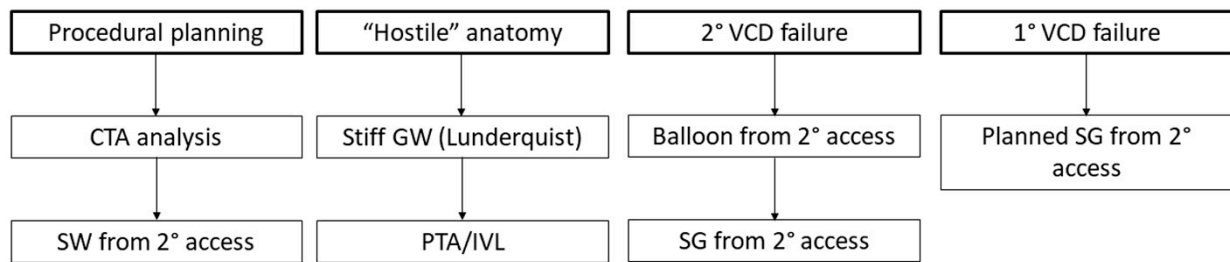 Procedural planning
CTA analysis
SW from 2° access
“Hostile” anatomy
Stiff GW (Lunderquist)
PTA/IVL
2° VCD failure
Balloon from 2° access
SG from 2° access
1° VCD failure
Planned SG from 2°
access